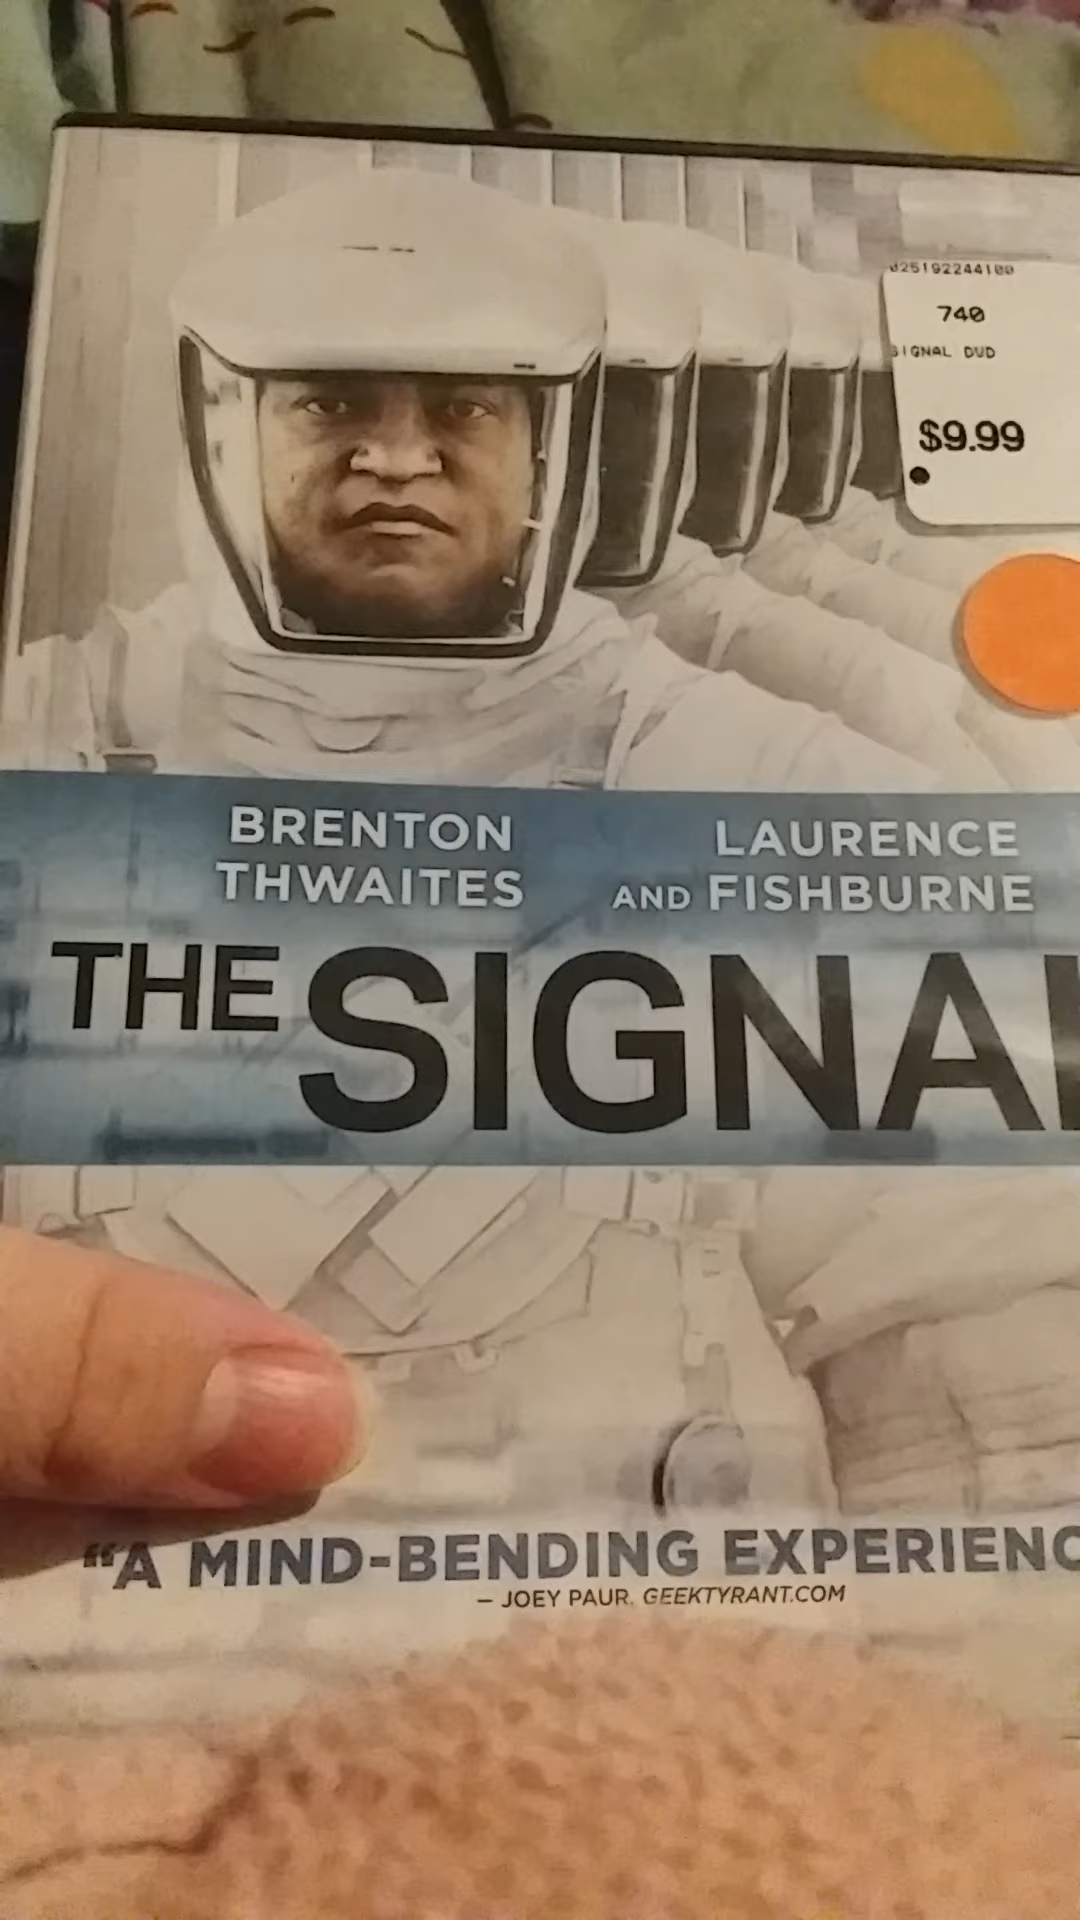 025192244100
740
SIGNAL DVD
$9.99
BRENTON
THWAITES
LAURENCE
AND FISHBURNE
THE SIGNAL
“A MIND-BENDING EXPERIENC
– JOEY PAUR, GEEKTYRANT.COM